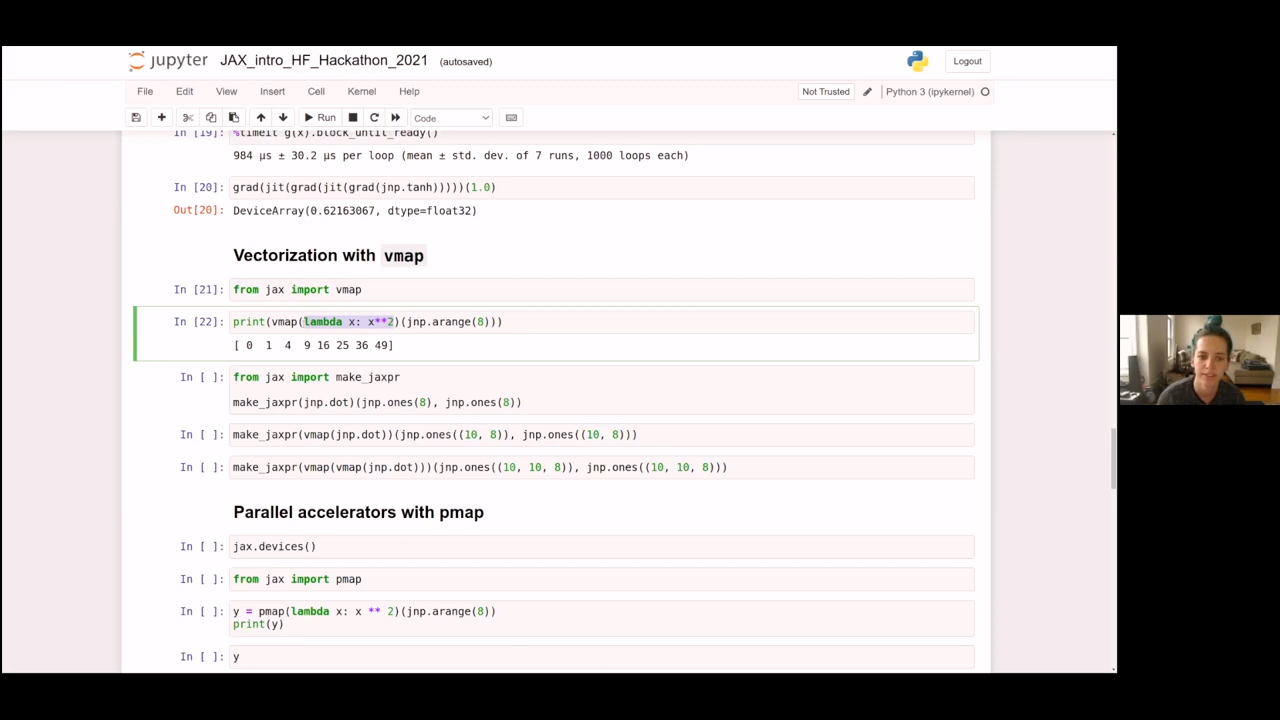 jupyter JAX_intro_HF_Hackathon_2021 (autosaved) Logout
File Edit View Insert Cell Kernel Help Not Trusted Python 3 (ipykernel)
Run Code
In [19]: %timeit g(x).block_until_ready()
984 µs ± 30.2 µs per loop (mean ± std. dev. of 7 runs, 1000 loops each)
In [20]: grad(jit(grad(jit(grad(jnp.tanh)))))(1.0)
Out[20]: DeviceArray(0.62163067, dtype=float32)
Vectorization with vmap
In [21]: from jax import vmap
In [22]: print(vmap(lambda x: x**2)(jnp.arange(8)))
[ 0 1 4 9 16 25 36 49]
In [ ]: from jax import make_jaxpr
make_jaxpr(jnp.dot)(jnp.ones(8), jnp.ones(8))
In [ ]: make_jaxpr(vmap(jnp.dot))(jnp.ones((10, 8)), jnp.ones((10, 8)))
In [ ]: make_jaxpr(vmap(vmap(jnp.dot)))(jnp.ones((10, 10, 8)), jnp.ones((10, 10, 8)))
Parallel accelerators with pmap
In [ ]: jax.devices()
In [ ]: from jax import pmap
In [ ]: y = pmap(lambda x: x ** 2)(jnp.arange(8))
print(y)
In [ ]: y